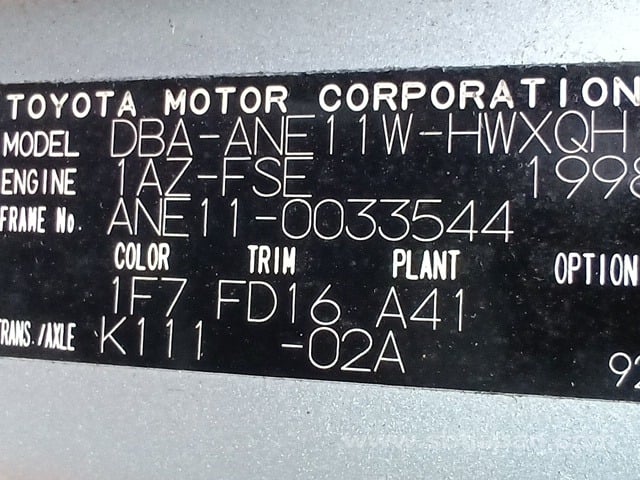 TOYOTA MOTOR CORPORATION
MODEL DBA-ANE11W-HWXQH
ENGINE 1AZ-FSE 1998
FRAME No. ANE11-0033544
COLOR TRIM PLANT OPTION
1F7 FD16 A41
TRANS./AXLE K111 -02A
92